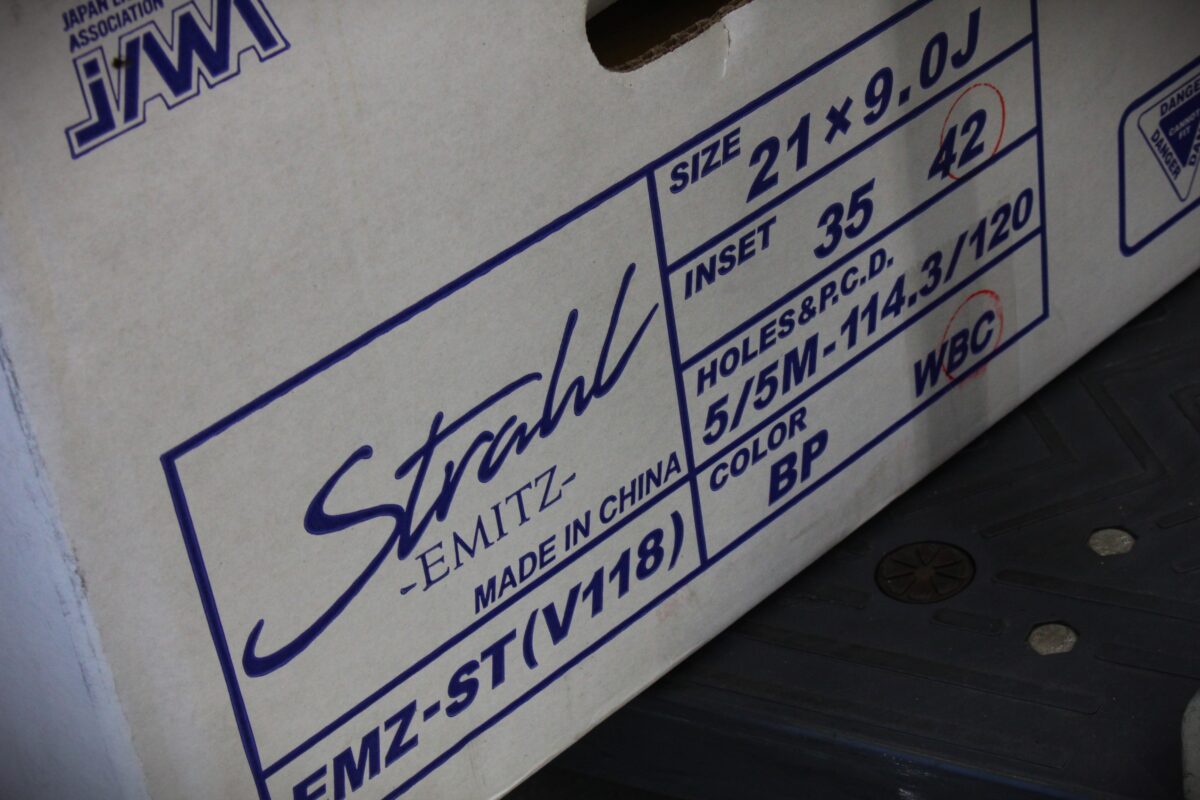 JAPAN
ASSOCIATION
JAWA
SIZE
21×9.0J
INSET
35 42
HOLES&P.C.D.
5/5M-114.3/120
COLOR
BP WBC
Strahl
-EMITZ-
MADE IN CHINA
EMZ-ST(V118)
DANGER
DANGER